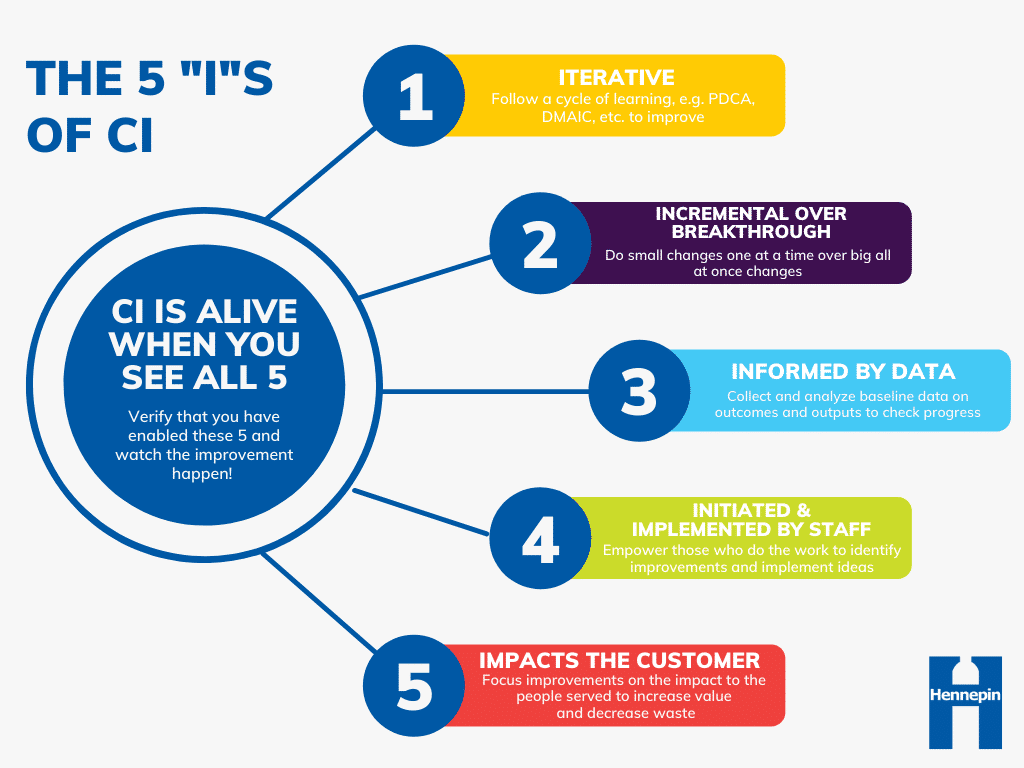 THE 5 "I"S
OF CI
1
ITERATIVE
Follow a cycle of learning, e.g. PDCA,
DMAIC, etc. to improve
2
INCREMENTAL OVER
BREAKTHROUGH
Do small changes one at a time over big all
at once changes
CI IS ALIVE
WHEN YOU
SEE ALL 5
Verify that you have
enabled these 5 and
watch the improvement
happen!
3
INFORMED BY DATA
Collect and analyze baseline data on
outcomes and outputs to check progress
4
INITIATED &
IMPLEMENTED BY STAFF
Empower those who do the work to identify
improvements and implement ideas
5
IMPACTS THE CUSTOMER
Focus improvements on the impact to the
people served to increase value
and decrease waste
Hennepin